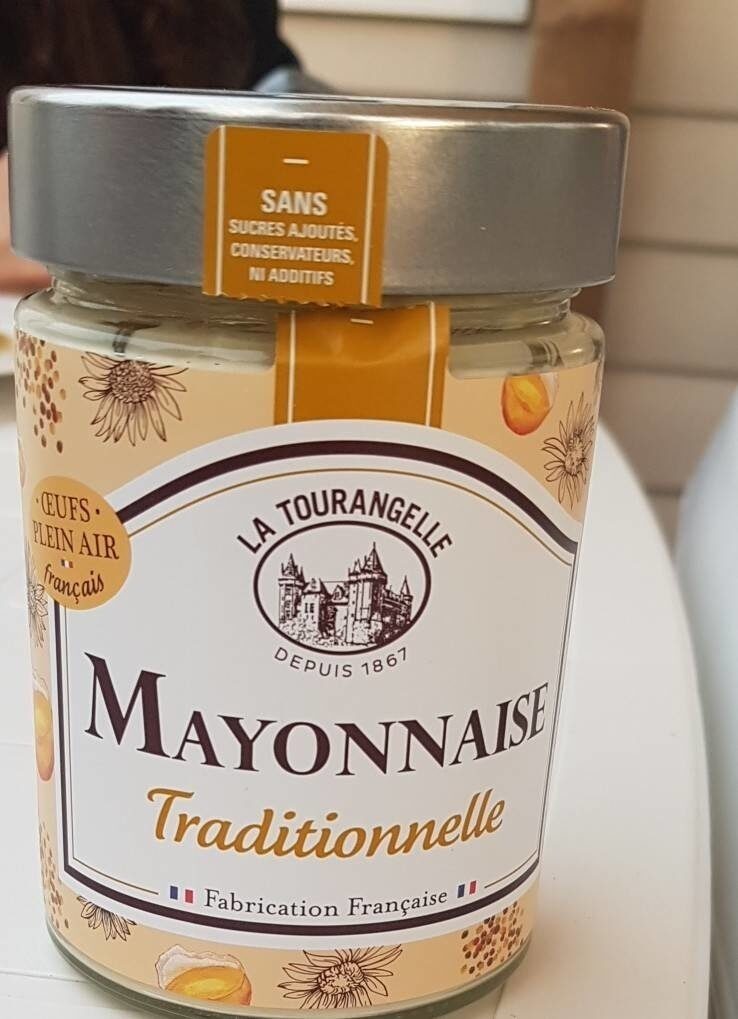 SANS
SUCRES AJOUTÉS,
CONSERVATEURS,
NI ADDITIFS
ŒUFS
PLEIN AIR
français
LA TOURANGELLE
DEPUIS 1867
MAYONNAISE
Traditionnelle
Fabrication Française